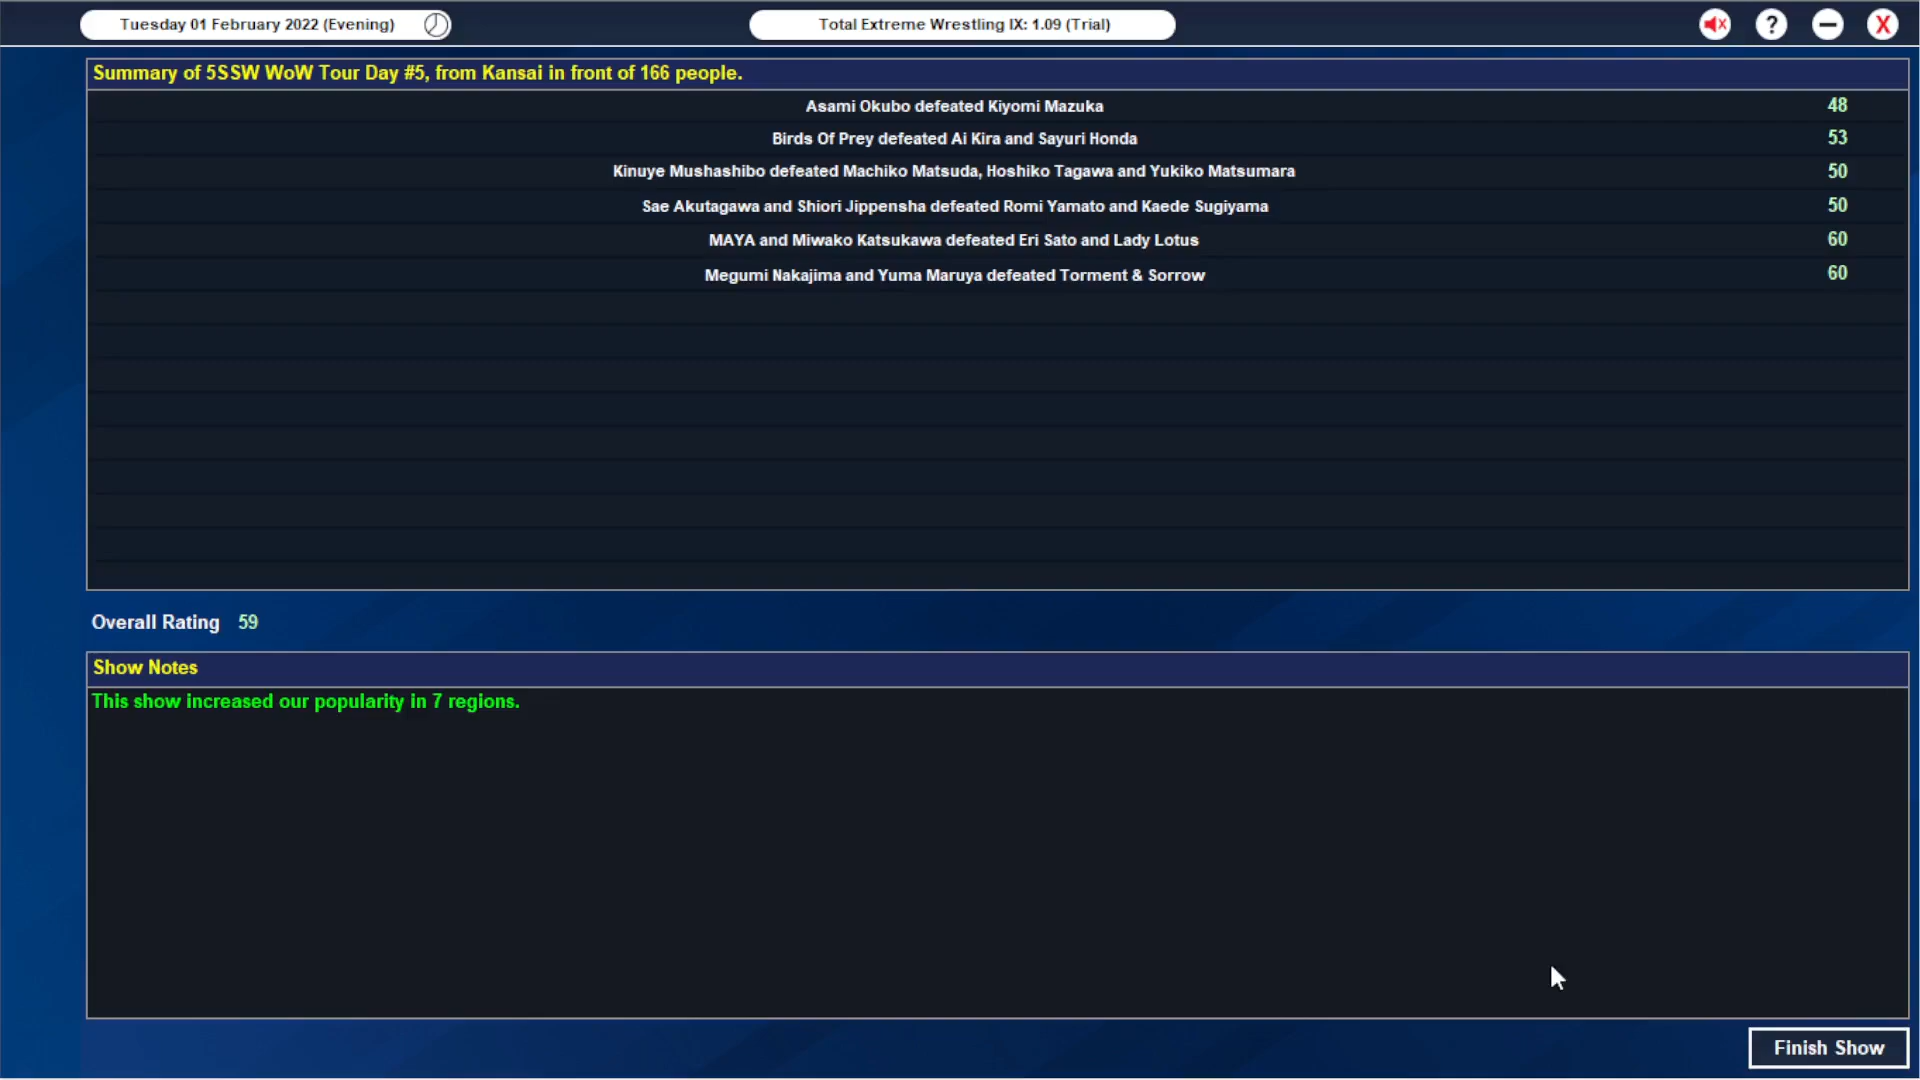 Tuesday 01 February 2022 (Evening)
Total Extreme Wrestling IX: 1.09 (Trial)
?
X
Summary of 5SSW WoW Tour Day #5, from Kansai in front of 166 people.
Asami Okubo defeated Kiyomi Mazuka 48
Birds Of Prey defeated Ai Kira and Sayuri Honda 53
Kinuye Mushashibo defeated Machiko Matsuda, Hoshiko Tagawa and Yukiko Matsumara 50
Sae Akutagawa and Shiori Jippensha defeated Romi Yamato and Kaede Sugiyama 50
MAYA and Miwako Katsukawa defeated Eri Sato and Lady Lotus 60
Megumi Nakajima and Yuma Maruya defeated Torment & Sorrow 60
Overall Rating 59
Show Notes
This show increased our popularity in 7 regions.
Finish Show